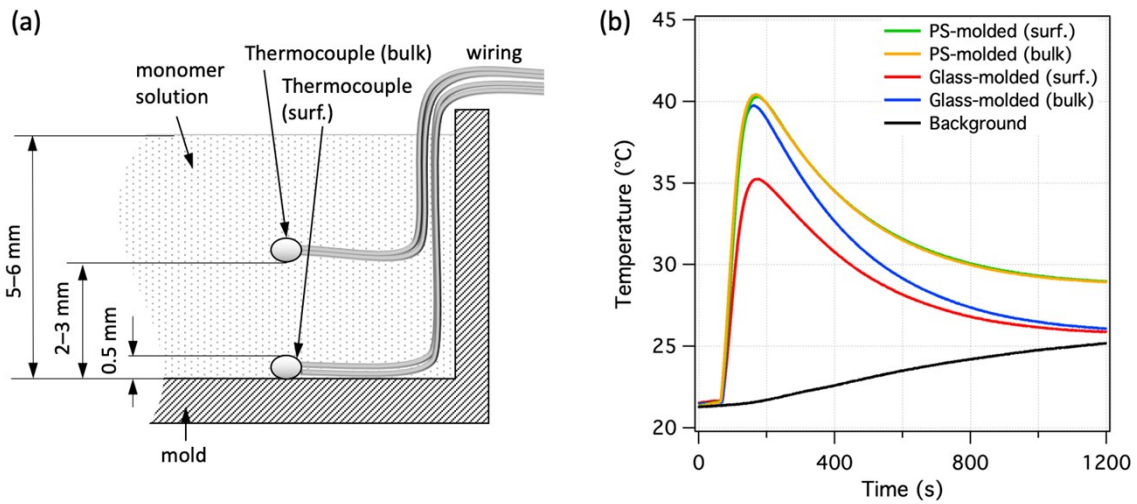 (a)
Thermocouple (bulk)
wiring
monomer
solution
Thermocouple
(surf.)
5–6 mm
2–3 mm
0.5 mm
mold
(b)
45
40
35
30
25
20
Temperature (°C)
PS-molded (surf.)
PS-molded (bulk)
Glass-molded (surf.)
Glass-molded (bulk)
Background
0
400
800
1200
Time (s)